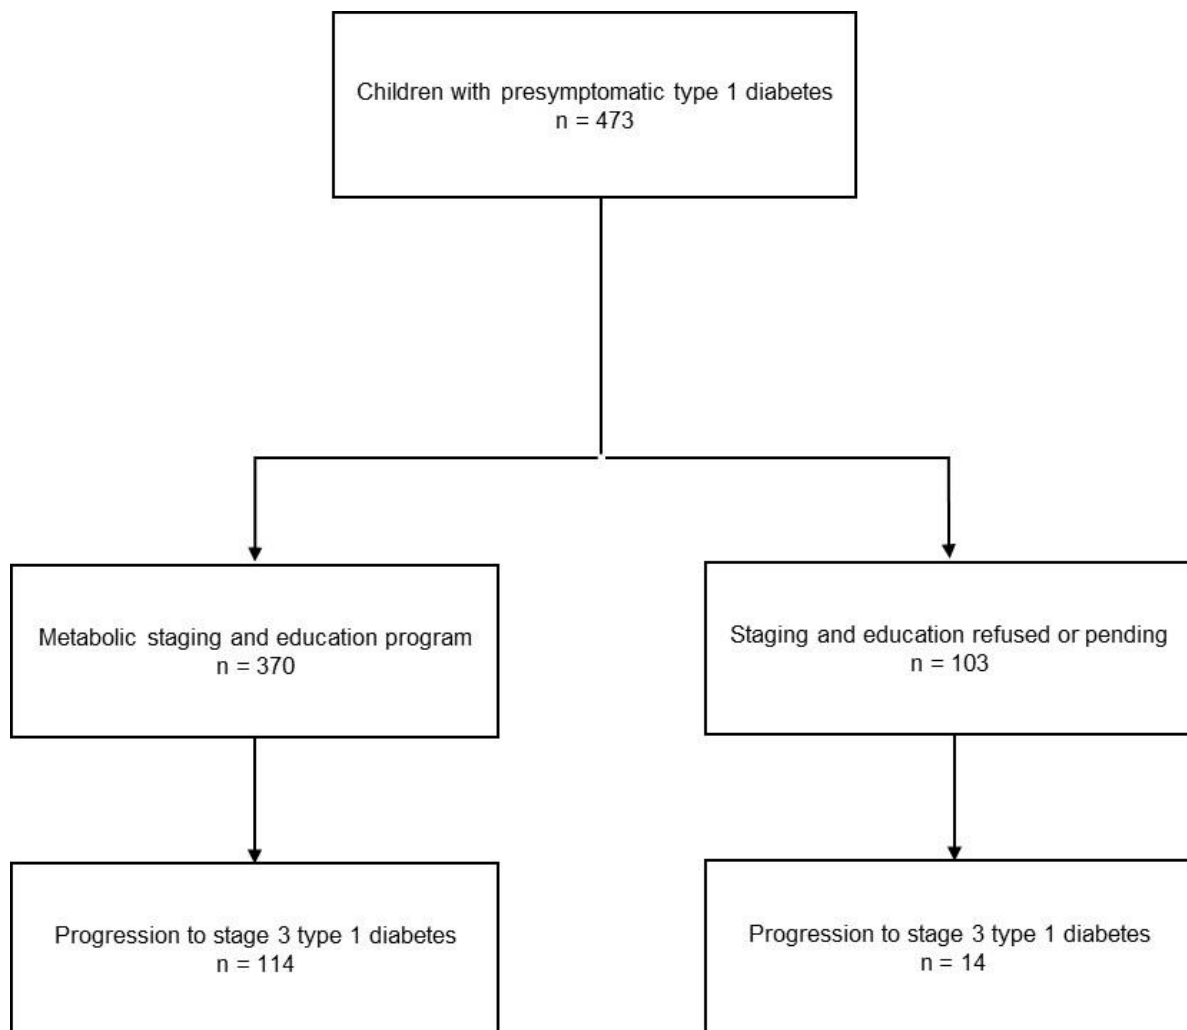 Children with presymptomatic type 1 diabetes
n = 473
Metabolic staging and education program
n = 370
Staging and education refused or pending
n = 103
Progression to stage 3 type 1 diabetes
n = 114
Progression to stage 3 type 1 diabetes
n = 14